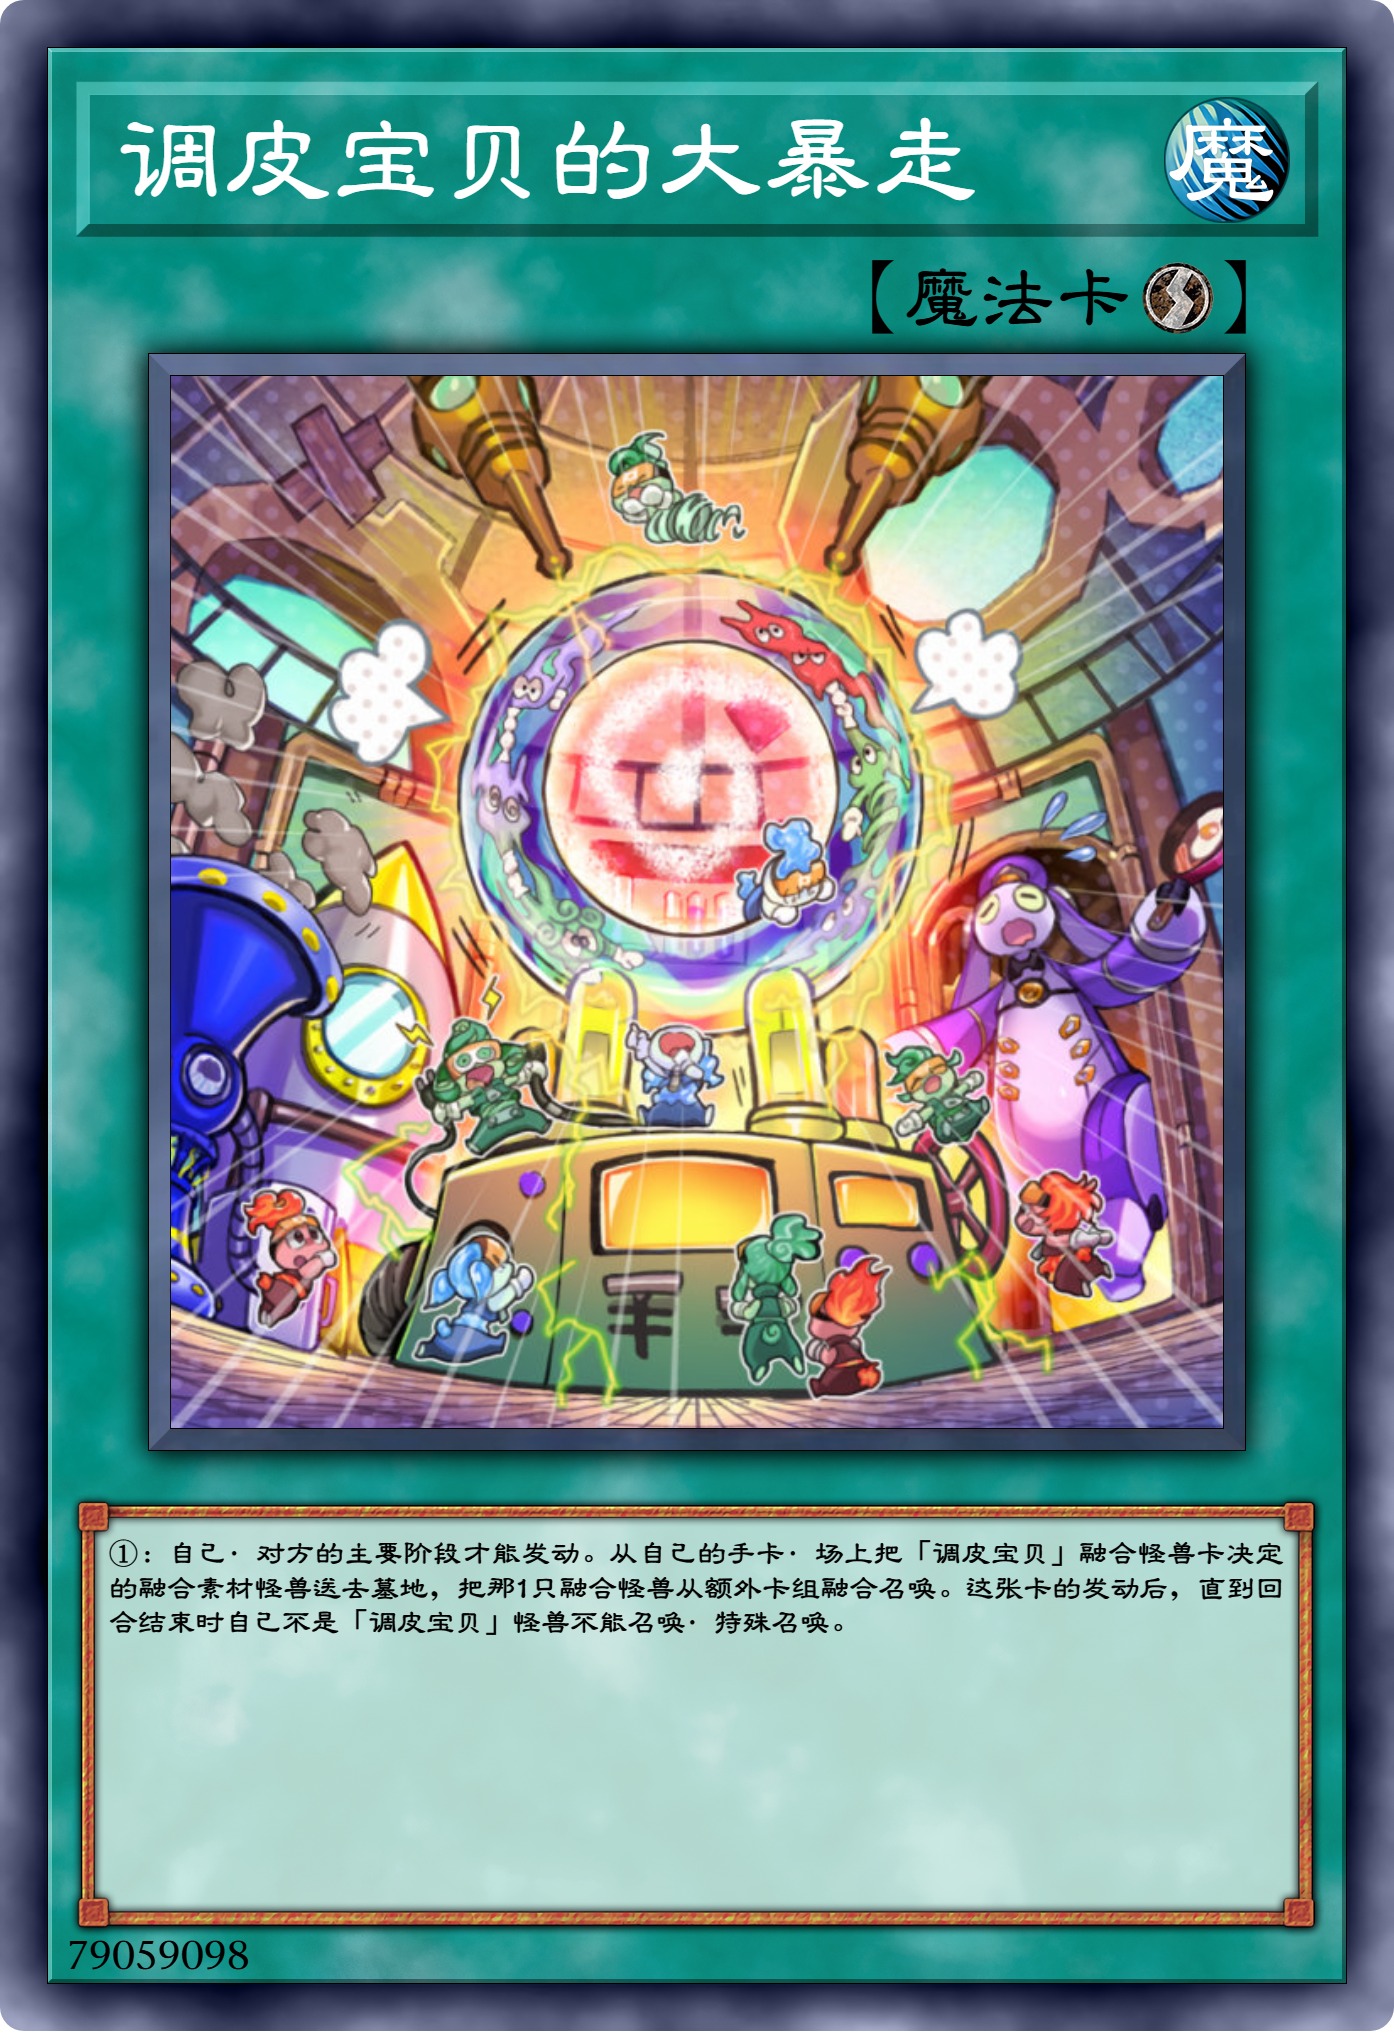 调皮宝贝的大暴走
魔
【魔法卡】
①：自己·对方的主要阶段才能发动。从自己的手卡·场上把「调皮宝贝」融合怪兽卡决定
的融合素材怪兽送去墓地，把那1只融合怪兽从额外卡组融合召唤。这张卡的发动后，直到回
合结束时自己不是「调皮宝贝」怪兽不能召唤·特殊召唤。
79059098